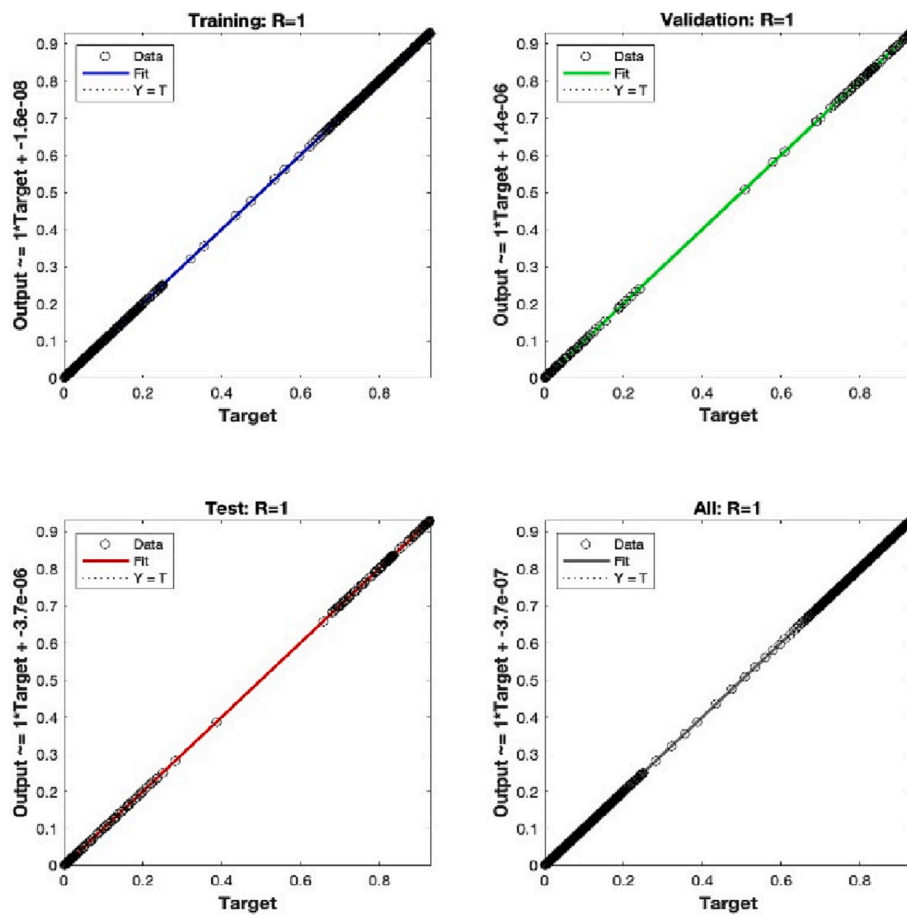 Training: R=1
Output ~= 1*Target + -1.6e-08
0.9
0.8
0.7
0.6
0.5
0.4
0.3
0.2
0.1
0
Data
Fit
Y = T
0 0.2 0.4 0.6 0.8
Target
Validation: R=1
Output ~= 1*Target + 1.4e-06
0.9
0.8
0.7
0.6
0.5
0.4
0.3
0.2
0.1
0
Data
Fit
Y = T
0 0.2 0.4 0.6 0.8
Target
Test: R=1
Output ~= 1*Target + -3.7e-06
0.9
0.8
0.7
0.6
0.5
0.4
0.3
0.2
0.1
0
Data
Fit
Y = T
0 0.2 0.4 0.6 0.8
Target
All: R=1
Output ~= 1*Target + -3.7e-07
0.9
0.8
0.7
0.6
0.5
0.4
0.3
0.2
0.1
0
Data
Fit
Y = T
0 0.2 0.4 0.6 0.8
Target